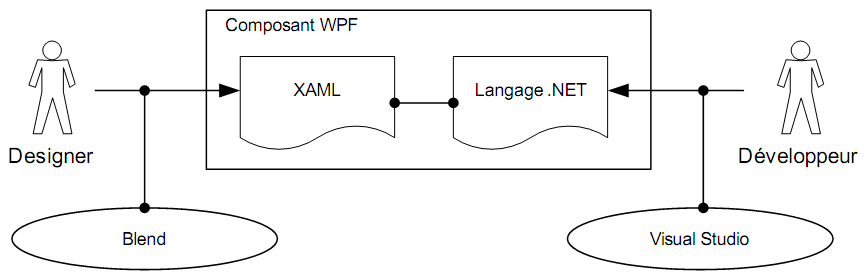 Composant WPF
XAML
Langage .NET
Designer
Développeur
Blend
Visual Studio